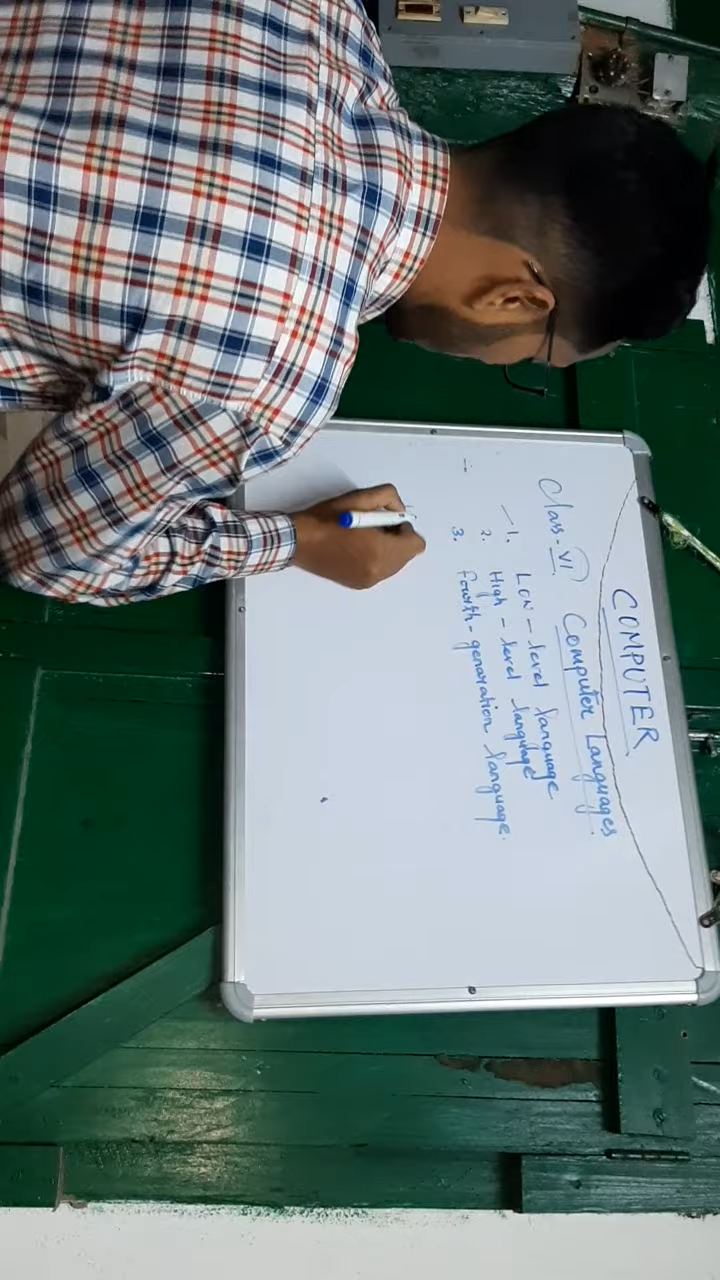 COMPUTER
Class-VI Computer Languages
1. Low-level language
2. High-level language
3. Fourth-generation language.